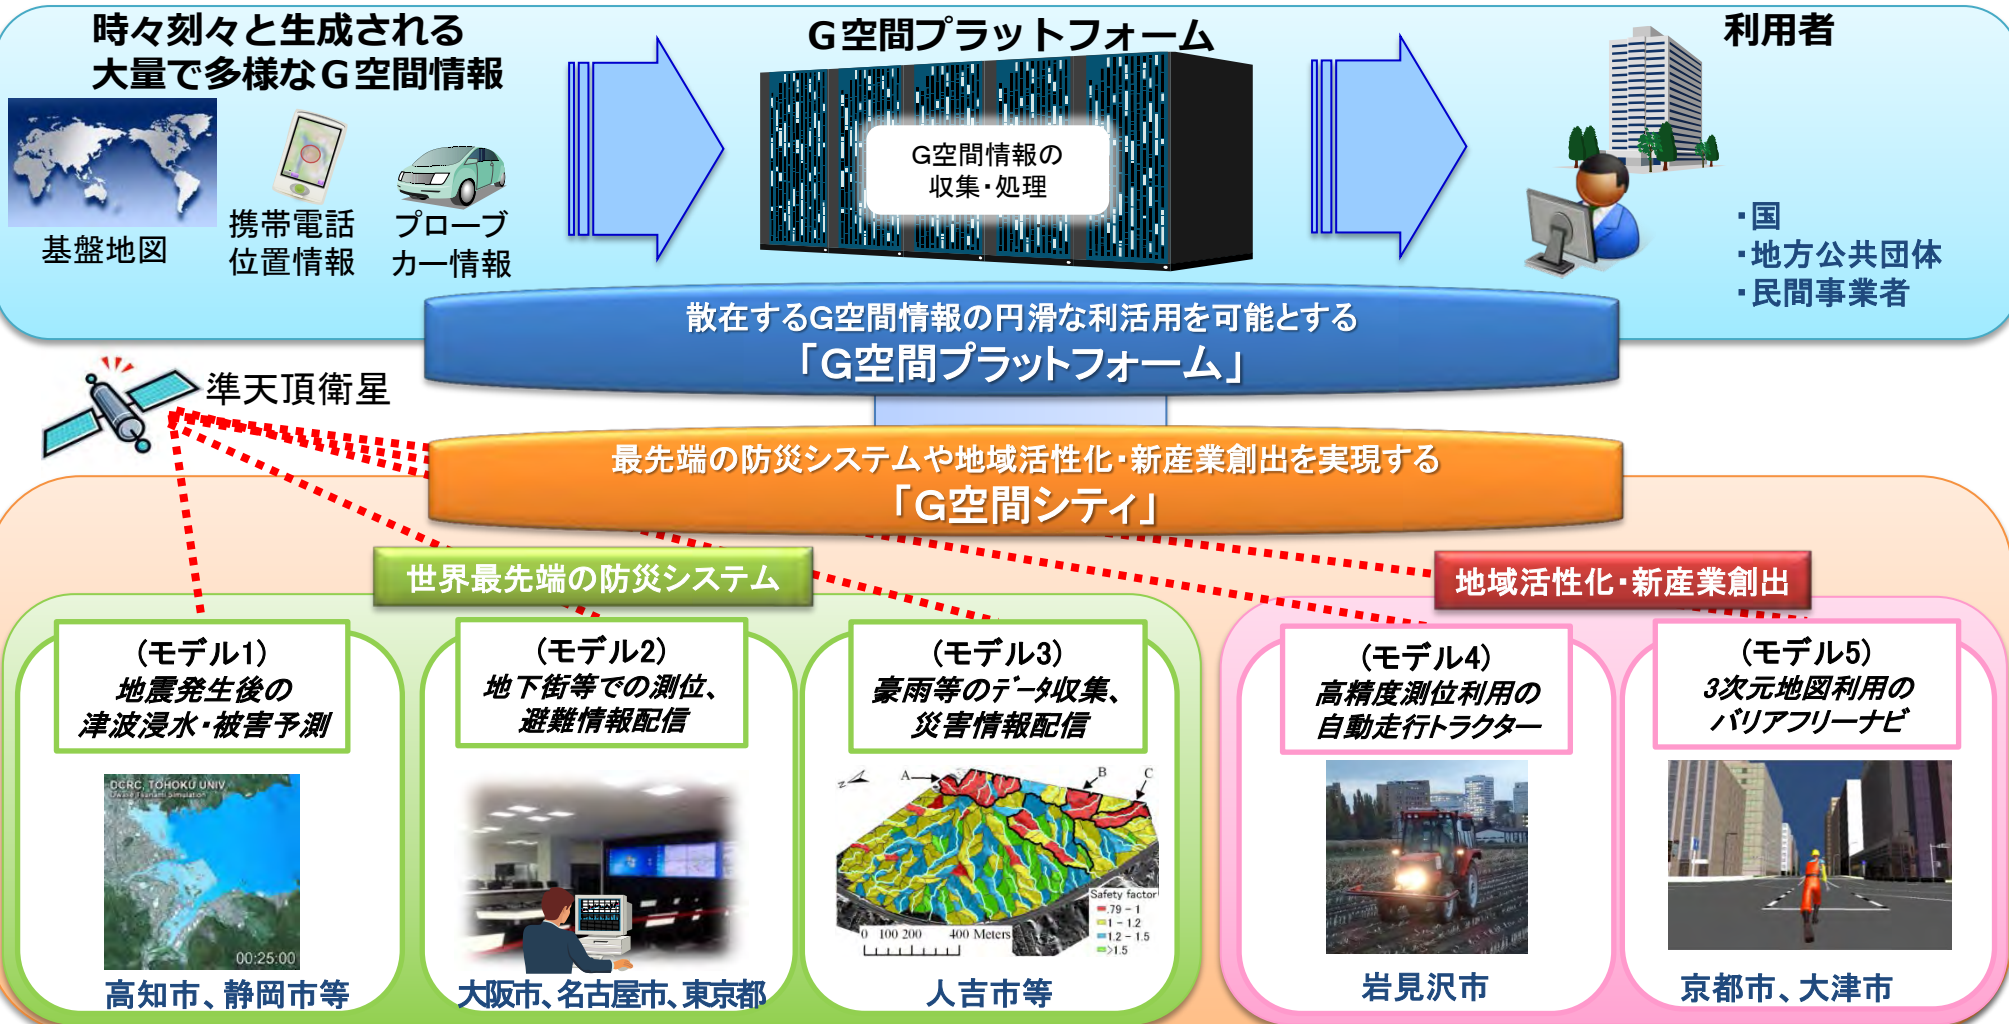 時々刻々と生成される
大量で多様なG空間情報
基盤地図
携帯電話
位置情報
プローブ
カー情報
G空間プラットフォーム
G空間情報の
収集・処理
利用者
・国
・地方公共団体
・民間事業者
散在するG空間情報の円滑な利活用を可能とする
「G空間プラットフォーム」
準天頂衛星
最先端の防災システムや地域活性化・新産業創出を実現する
「G空間シティ」
世界最先端の防災システム
地域活性化・新産業創出
(モデル1)
地震発生後の
津波浸水・被害予測
DCRC, TOHOKU UNIV
Owase Tsunami Simulation
00:25:00
高知市、静岡市等
(モデル2)
地下街等での測位、
避難情報配信
大阪市、名古屋市、東京都
(モデル3)
豪雨等のデータ収集、
災害情報配信
N
A
B
C
Safety factor
.79 - 1
1 - 1.2
1.2 - 1.5
>1.5
0 100 200 400 Meters
人吉市等
(モデル4)
高精度測位利用の
自動走行トラクター
岩見沢市
(モデル5)
3次元地図利用の
バリアフリーナビ
京都市、大津市